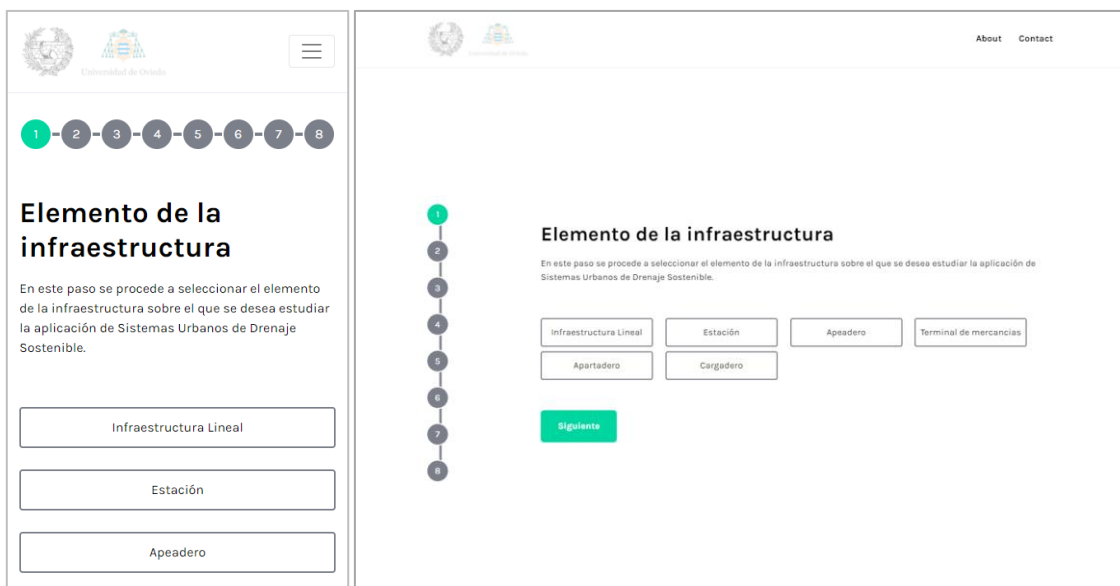 Universidad de Oviedo
1
2
3
4
5
6
7
8
Elemento de la
infraestructura
En este paso se procede a seleccionar el elemento
de la infraestructura sobre el que se desea estudiar
la aplicación de Sistemas Urbanos de Drenaje
Sostenible.
Infraestructura Lineal
Estación
Apeadero
Universidad de Oviedo
About
Contact
1
2
3
4
5
6
7
8
Elemento de la infraestructura
En este paso se procede a seleccionar el elemento de la infraestructura sobre el que se desea estudiar la aplicación de
Sistemas Urbanos de Drenaje Sostenible.
Infraestructura Lineal
Estación
Apeadero
Terminal de mercancias
Apartadero
Cargadero
Siguiente